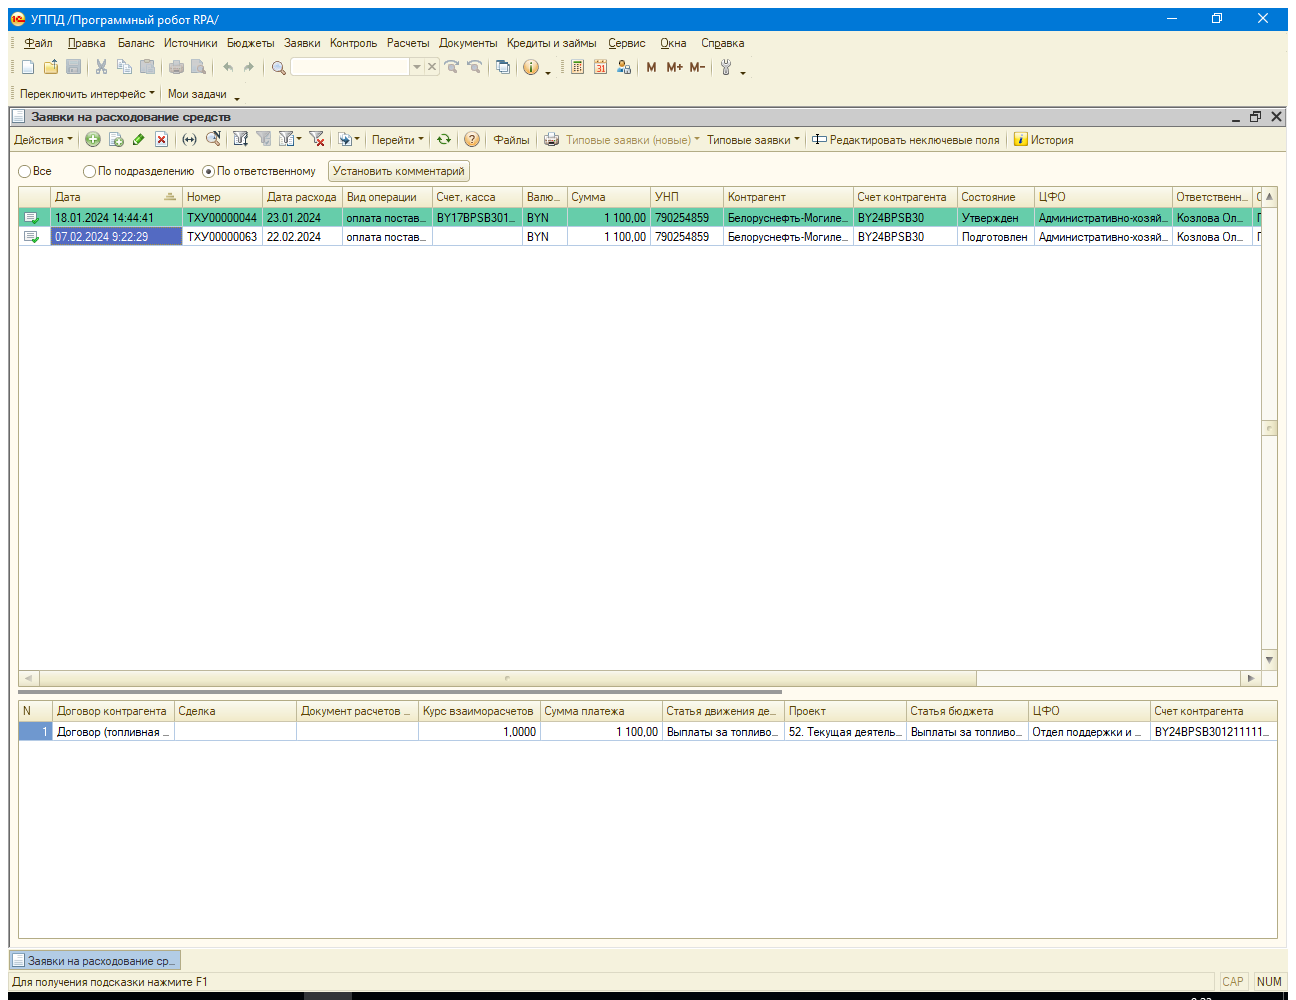 УППД /Программный робот RPA/
Файл Правка Баланс Источники Бюджеты Заявки Контроль Расчеты Документы Кредиты и займы Сервис Окна Справка
31 M M+ M-
Переключить интерфейс Мои задачи
Заявки на расходование средств
Действия Перейти Файлы Типовые заявки (новые) Типовые заявки Редактировать неключевые поля История
Все По подразделению По ответственному Установить комментарий
Дата Номер Дата расхода Вид операции Счет, касса Валю... Сумма УНП Контрагент Счет контрагента Состояние ЦФО Ответственн...
18.01.2024 14:44:41 ТХУ00000044 23.01.2024 оплата постав... BY17BPSB301... BYN 1 100,00 790254859 Белоруснефть-Могиле... BY24BPSB30 Утвержден Административно-хозяй... Козлова Ол...
07.02.2024 9:22:29 ТХУ00000063 22.02.2024 оплата постав... BYN 1 100,00 790254859 Белоруснефть-Могиле... BY24BPSB30 Подготовлен Административно-хозяй... Козлова Ол...
N Договор контрагента Сделка Документ расчетов ... Курс взаиморасчетов Сумма платежа Статья движения де... Проект Статья бюджета ЦФО Счет контрагента
1 Договор (топливная ... 1,0000 1 100,00 Выплаты за топливо... 52. Текущая деятель... Выплаты за топливо... Отдел поддержки и ... BY24BPSB301211111...
Заявки на расходование ср...
Для получения подсказки нажмите F1 CAP NUM